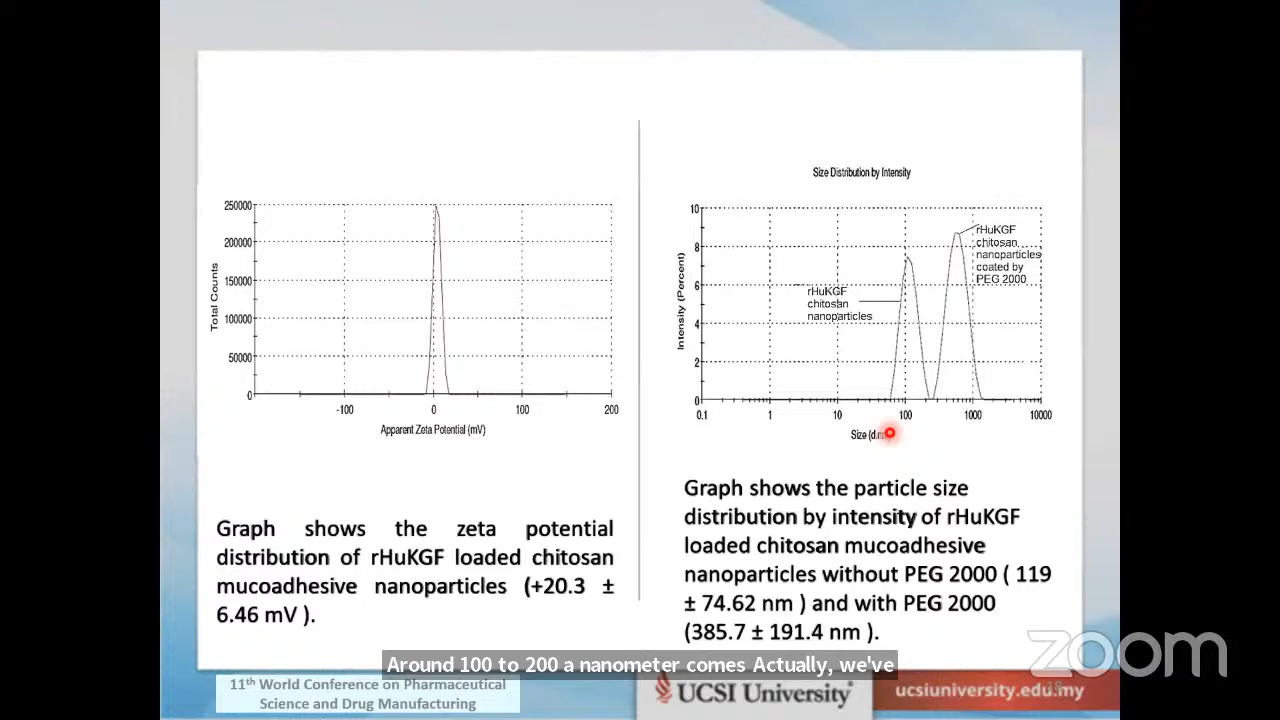 250000
200000
150000
100000
50000
0
Total Counts
-100
0
100
200
Apparent Zeta Potential (mV)
Graph shows the zeta potential
distribution of rHuKGF loaded chitosan
mucoadhesive nanoparticles (+20.3 ±
6.46 mV ).
Size Distribution by Intensity
10
8
6
4
2
0
Intensity (Percent)
rHuKGF
chitosan
nanoparticles
rHuKGF
chitosan
nanoparticles
coated by
PEG 2000
0.1
1
10
100
1000
10000
Size
Graph shows the particle size
distribution by intensity of rHuKGF
loaded chitosan mucoadhesive
nanoparticles without PEG 2000 ( 119
± 74.62 nm ) and with PEG 2000
(385.7 ± 191.4 nm ).
zoom
Around 100 to 200 a nanometer comes Actually, we've
11th World Conference on Pharmaceutical
Science and Drug Manufacturing
UCSI University
ucsiuniversity.edu.my